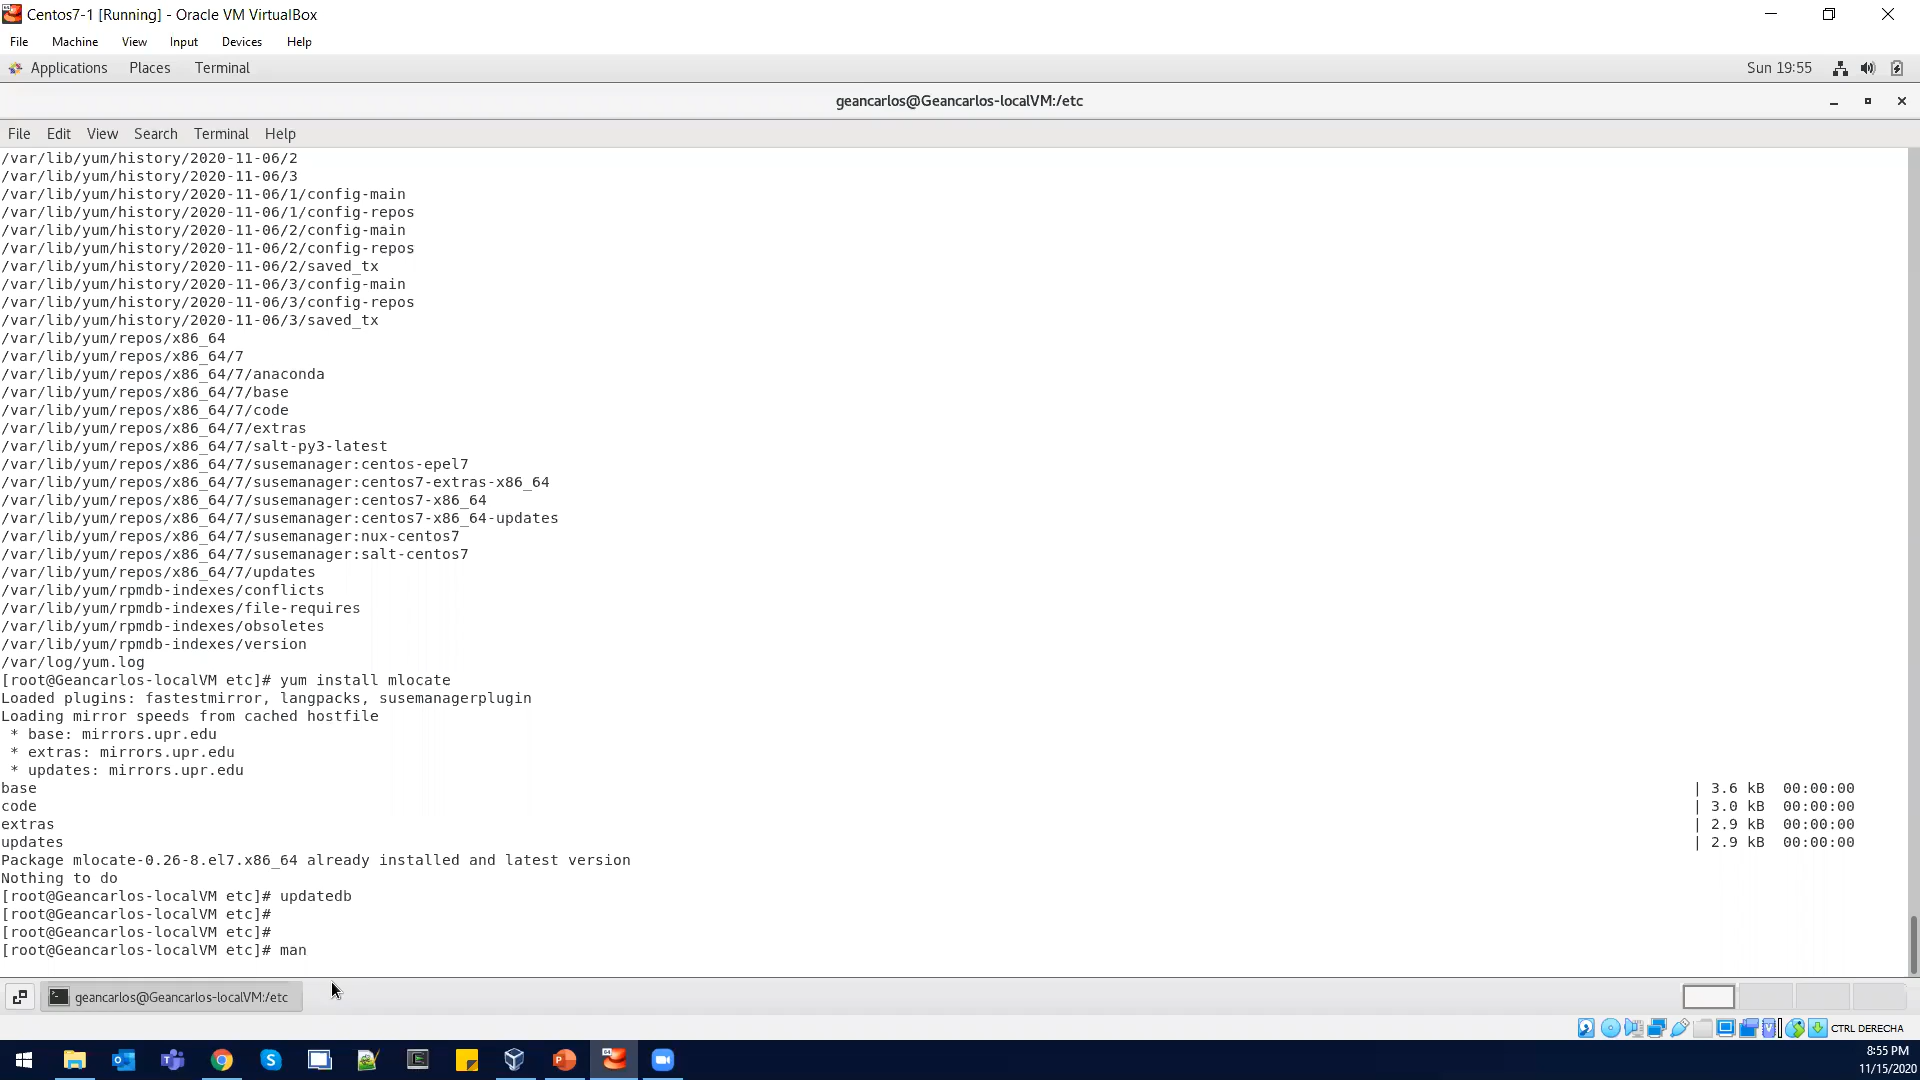 Centos7-1 [Running] - Oracle VM VirtualBox
File Machine View Input Devices Help
Applications Places Terminal Sun 19:55
geancarlos@Geancarlos-localVM:/etc
File Edit View Search Terminal Help
/var/lib/yum/history/2020-11-06/2
/var/lib/yum/history/2020-11-06/3
/var/lib/yum/history/2020-11-06/1/config-main
/var/lib/yum/history/2020-11-06/1/config-repos
/var/lib/yum/history/2020-11-06/2/config-main
/var/lib/yum/history/2020-11-06/2/config-repos
/var/lib/yum/history/2020-11-06/2/saved_tx
/var/lib/yum/history/2020-11-06/3/config-main
/var/lib/yum/history/2020-11-06/3/config-repos
/var/lib/yum/history/2020-11-06/3/saved_tx
/var/lib/yum/repos/x86_64
/var/lib/yum/repos/x86_64/7
/var/lib/yum/repos/x86_64/7/anaconda
/var/lib/yum/repos/x86_64/7/base
/var/lib/yum/repos/x86_64/7/code
/var/lib/yum/repos/x86_64/7/extras
/var/lib/yum/repos/x86_64/7/salt-py3-latest
/var/lib/yum/repos/x86_64/7/susemanager:centos-epel7
/var/lib/yum/repos/x86_64/7/susemanager:centos7-extras-x86_64
/var/lib/yum/repos/x86_64/7/susemanager:centos7-x86_64
/var/lib/yum/repos/x86_64/7/susemanager:centos7-x86_64-updates
/var/lib/yum/repos/x86_64/7/susemanager:nux-centos7
/var/lib/yum/repos/x86_64/7/susemanager:salt-centos7
/var/lib/yum/repos/x86_64/7/updates
/var/lib/yum/rpmdb-indexes/conflicts
/var/lib/yum/rpmdb-indexes/file-requires
/var/lib/yum/rpmdb-indexes/obsoletes
/var/lib/yum/rpmdb-indexes/version
/var/log/yum.log
[root@Geancarlos-localVM etc]# yum install mlocate
Loaded plugins: fastestmirror, langpacks, susemanagerplugin
Loading mirror speeds from cached hostfile
* base: mirrors.upr.edu
* extras: mirrors.upr.edu
* updates: mirrors.upr.edu
base | 3.6 kB 00:00:00
code | 3.0 kB 00:00:00
extras | 2.9 kB 00:00:00
updates | 2.9 kB 00:00:00
Package mlocate-0.26-8.el7.x86_64 already installed and latest version
Nothing to do
[root@Geancarlos-localVM etc]# updatedb
[root@Geancarlos-localVM etc]#
[root@Geancarlos-localVM etc]#
[root@Geancarlos-localVM etc]# man
geancarlos@Geancarlos-localVM:/etc
CTRL DERECHA
8:55 PM
11/15/2020